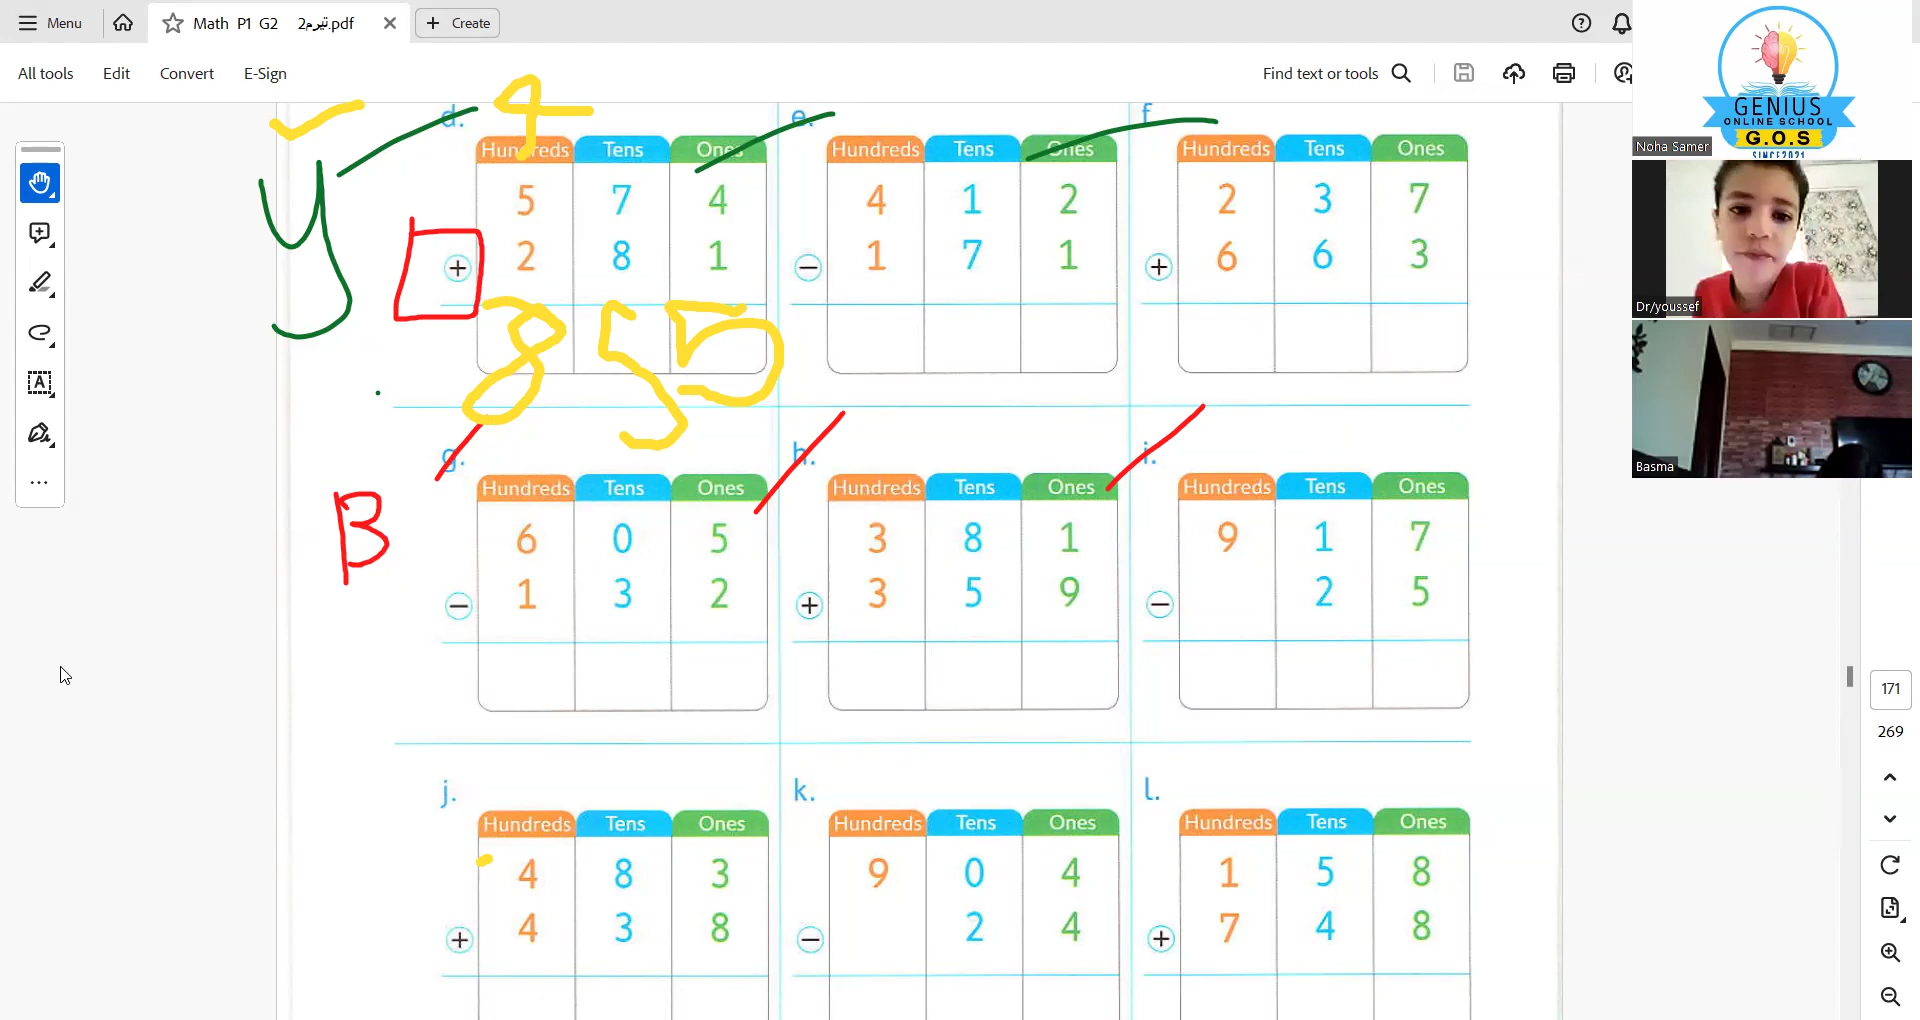 Menu Math P1 G2 2تيرم.pdf Create
All tools Edit Convert E-Sign Find text or tools
GENIUS
ONLINE SCHOOL
G.O.S
SINCE2021
Noha Samer
Dr/youssef
Basma
4
y
d.
Hundreds Tens Ones
5 7 4
+ 2 8 1
8 5 5
e.
Hundreds Tens Ones
4 1 2
− 1 7 1
f.
Hundreds Tens Ones
2 3 7
+ 6 6 3
B
g.
Hundreds Tens Ones
6 0 5
− 1 3 2
h.
Hundreds Tens Ones
3 8 1
+ 3 5 9
i.
Hundreds Tens Ones
9 1 7
− 2 5
j.
Hundreds Tens Ones
4 8 3
+ 4 3 8
k.
Hundreds Tens Ones
9 0 4
− 2 4
l.
Hundreds Tens Ones
1 5 8
+ 7 4 8
171
269